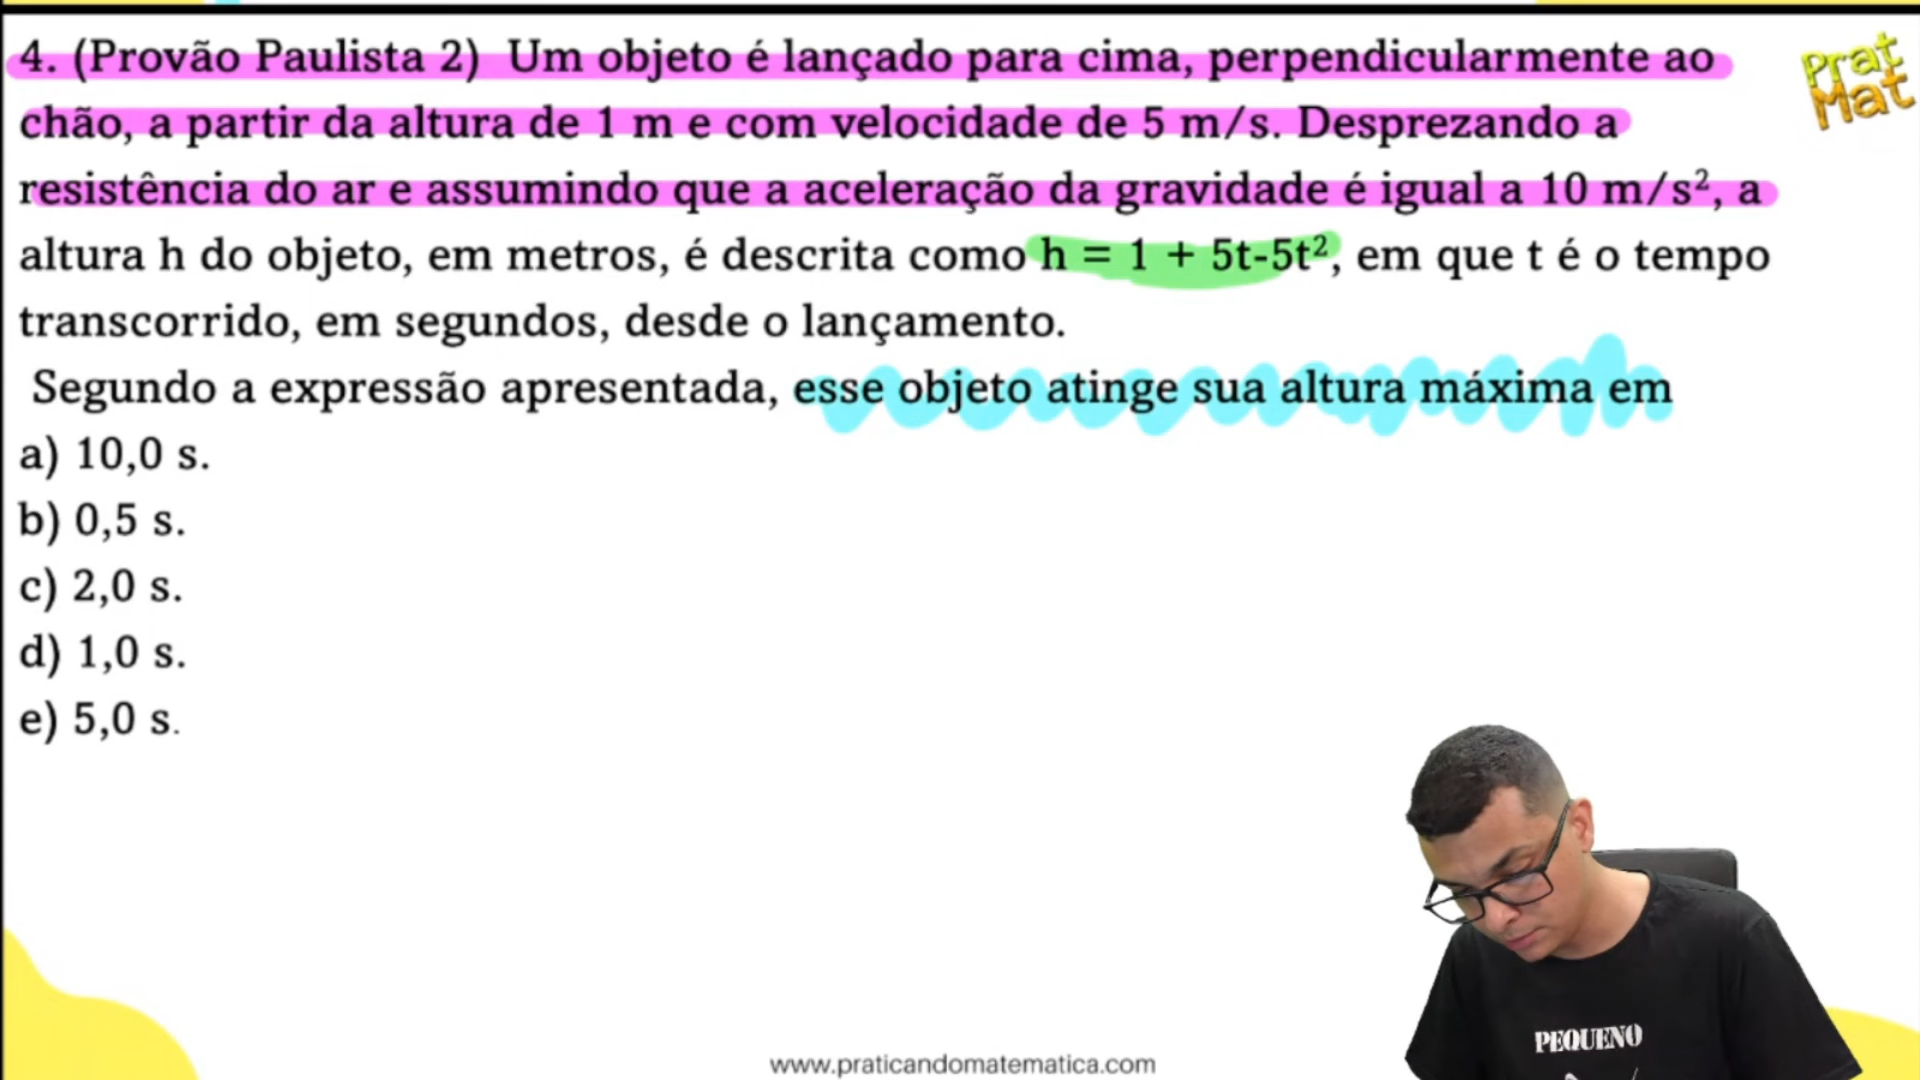 4. (Provão Paulista 2) Um objeto é lançado para cima, perpendicularmente ao
chão, a partir da altura de 1 m e com velocidade de 5 m/s. Desprezando a
resistência do ar e assumindo que a aceleração da gravidade é igual a 10 m/s², a
altura h do objeto, em metros, é descrita como h = 1 + 5t-5t², em que t é o tempo
transcorrido, em segundos, desde o lançamento.
Segundo a expressão apresentada, esse objeto atinge sua altura máxima em
a) 10,0 s.
b) 0,5 s.
c) 2,0 s.
d) 1,0 s.
e) 5,0 s.
Prat
Mat
PEQUENO
www.praticandomatematica.com